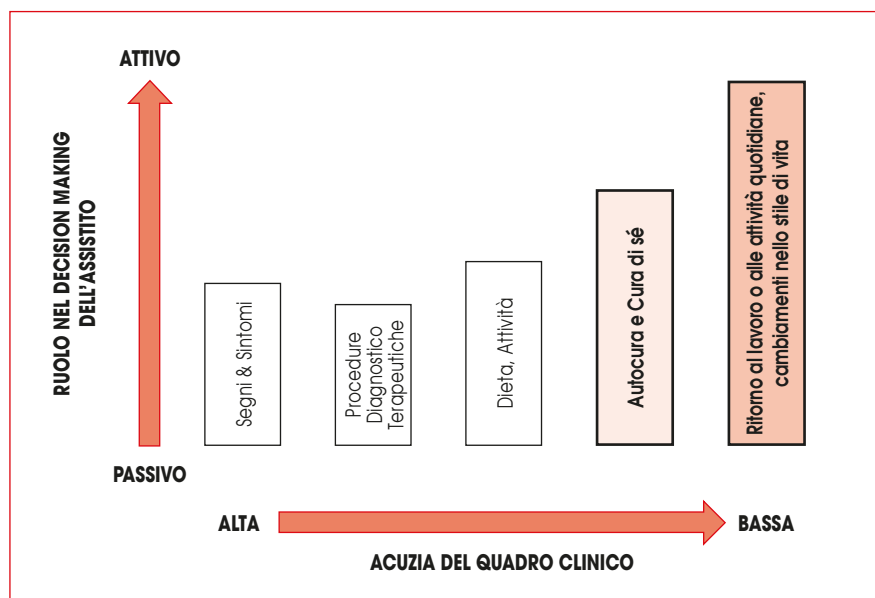 ATTIVO
RUOLO NEL DECISION MAKING
DELL'ASSISTITO
PASSIVO
Segni & Sintomi
Procedure
Diagnostico
Terapeutiche
Dieta, Attività
Autocura e Cura di sé
Ritorno al lavoro o alle attività quotidiane,
cambiamenti nello stile di vita
ALTA
BASSA
ACUZIA DEL QUADRO CLINICO